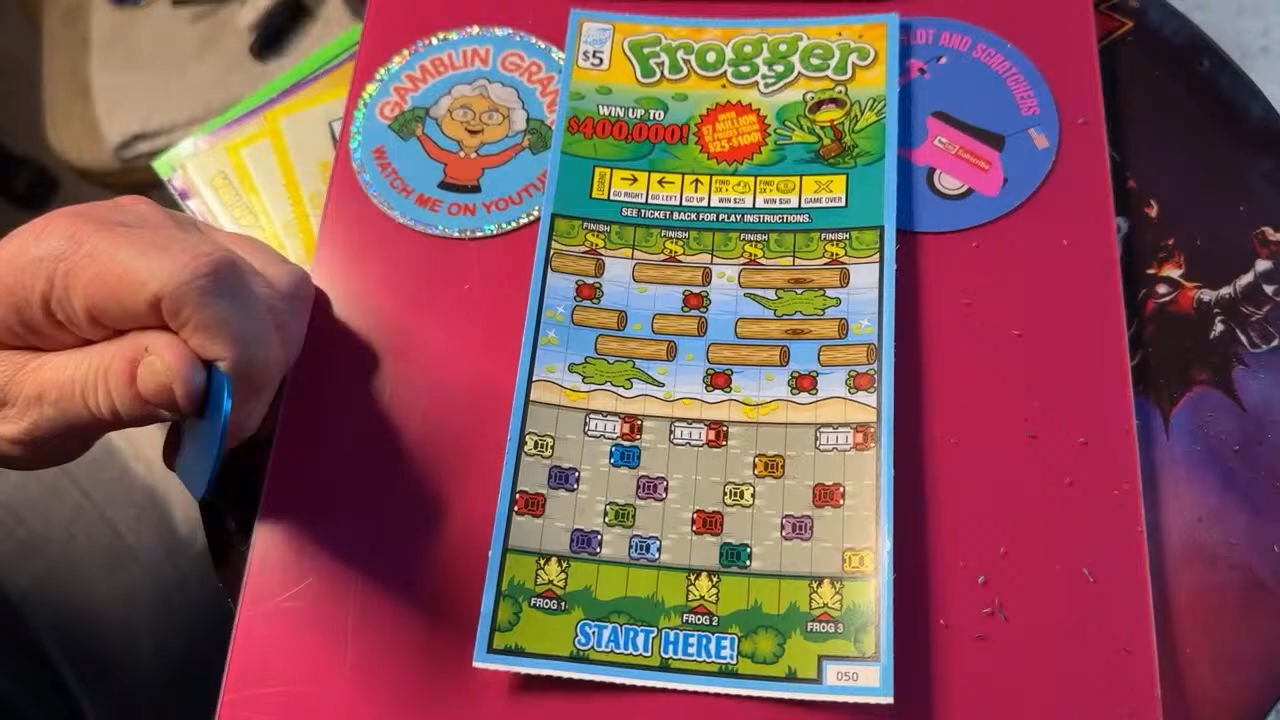 GAMBLIN GRAN
WATCH ME ON YOUTU
$5
Frogger
WIN UP TO
$400,000!
OVER
$7 MILLION
IN PRIZES FROM
$25-$100!
LOT AND SCRATCHERS
Subscribe
LEGEND
GO RIGHT
GO LEFT
GO UP
FIND
3X
WIN $25
FIND
3X
WIN $50
X
GAME OVER
SEE TICKET BACK FOR PLAY INSTRUCTIONS.
FINISH
FINISH
FINISH
FINISH
$
$
$
$
FROG 1
FROG 2
FROG 3
START HERE!
050